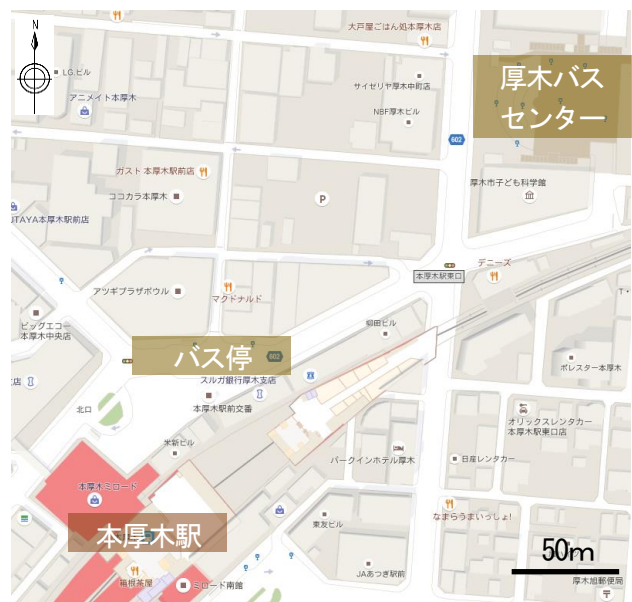 N
大戸屋ごはん処本厚木店
LG.ビル
サイゼリヤ厚木中町店
厚木バス
センター
アニメイト本厚木
NBF厚木ビル
602
ガスト 本厚木駅前店
厚木市子ども科学館
ココカラ本厚木
P
UTAYA本厚木駅前店
デニーズ
本厚木駅東口
アツギプラザボウル
マクドナルド
ビッグエコー
本厚木中央店
柳田ビル
バス停
602
T・
ポレスター本厚木
店
スルガ銀行厚木支店
北口
本厚木駅前交番
オリックスレンタカー
本厚木駅東口店
米新ビル
パークインホテル厚木
日産レンタカー
本厚木ミロード
なまらうまいっしょ!
東友ビル
本厚木駅
50m
箱根茶屋
ミロード南館
JAあつぎ駅前
厚木旭郵便局